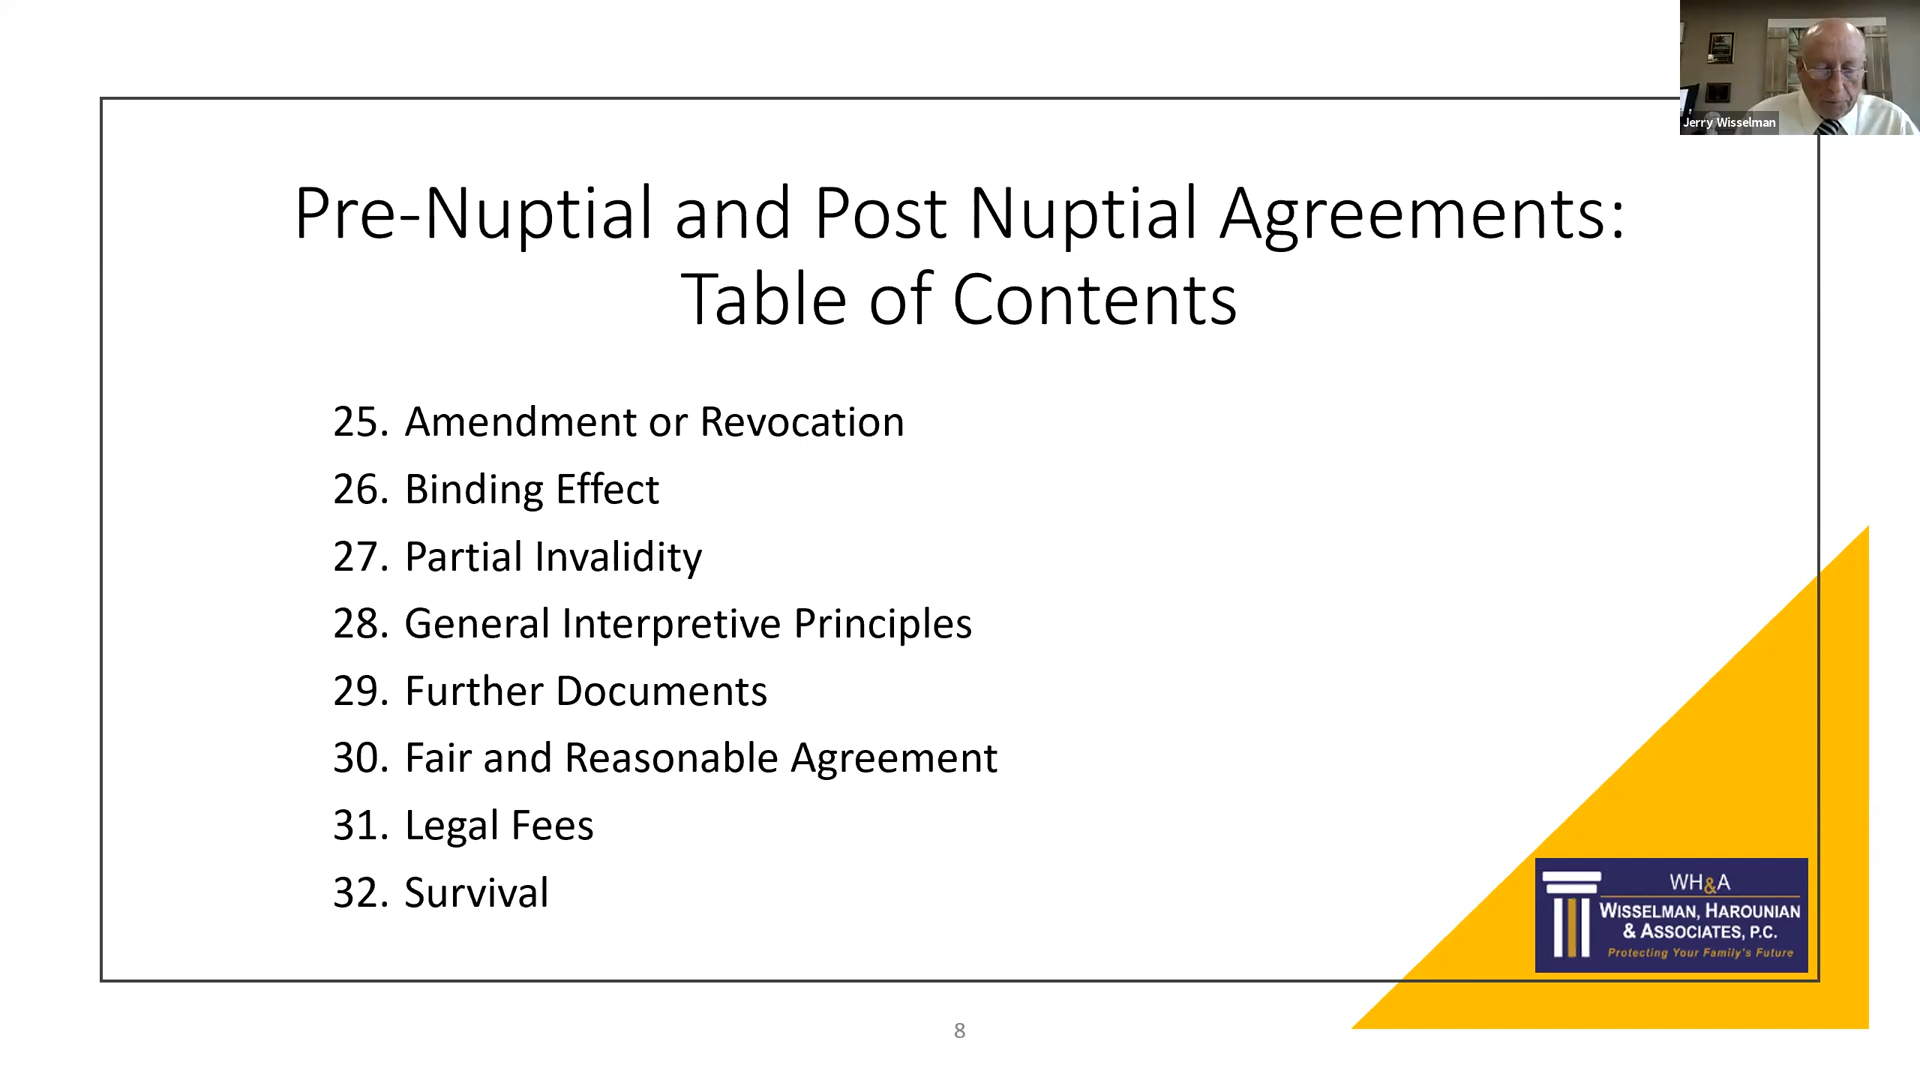 Jerry Wisselman
Pre-Nuptial and Post Nuptial Agreements:
Table of Contents
25. Amendment or Revocation
26. Binding Effect
27. Partial Invalidity
28. General Interpretive Principles
29. Further Documents
30. Fair and Reasonable Agreement
31. Legal Fees
32. Survival
WH&A
WISSELMAN, HAROUNIAN
& ASSOCIATES, P.C.
Protecting Your Family's Future
8